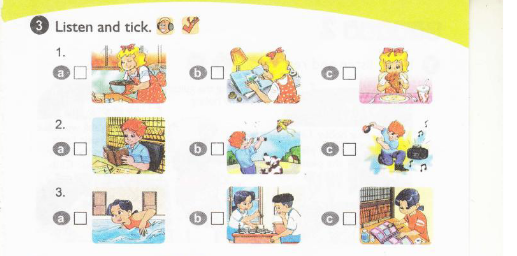 3 Listen and tick.
1.
a b c
2.
a b c
3.
a b c